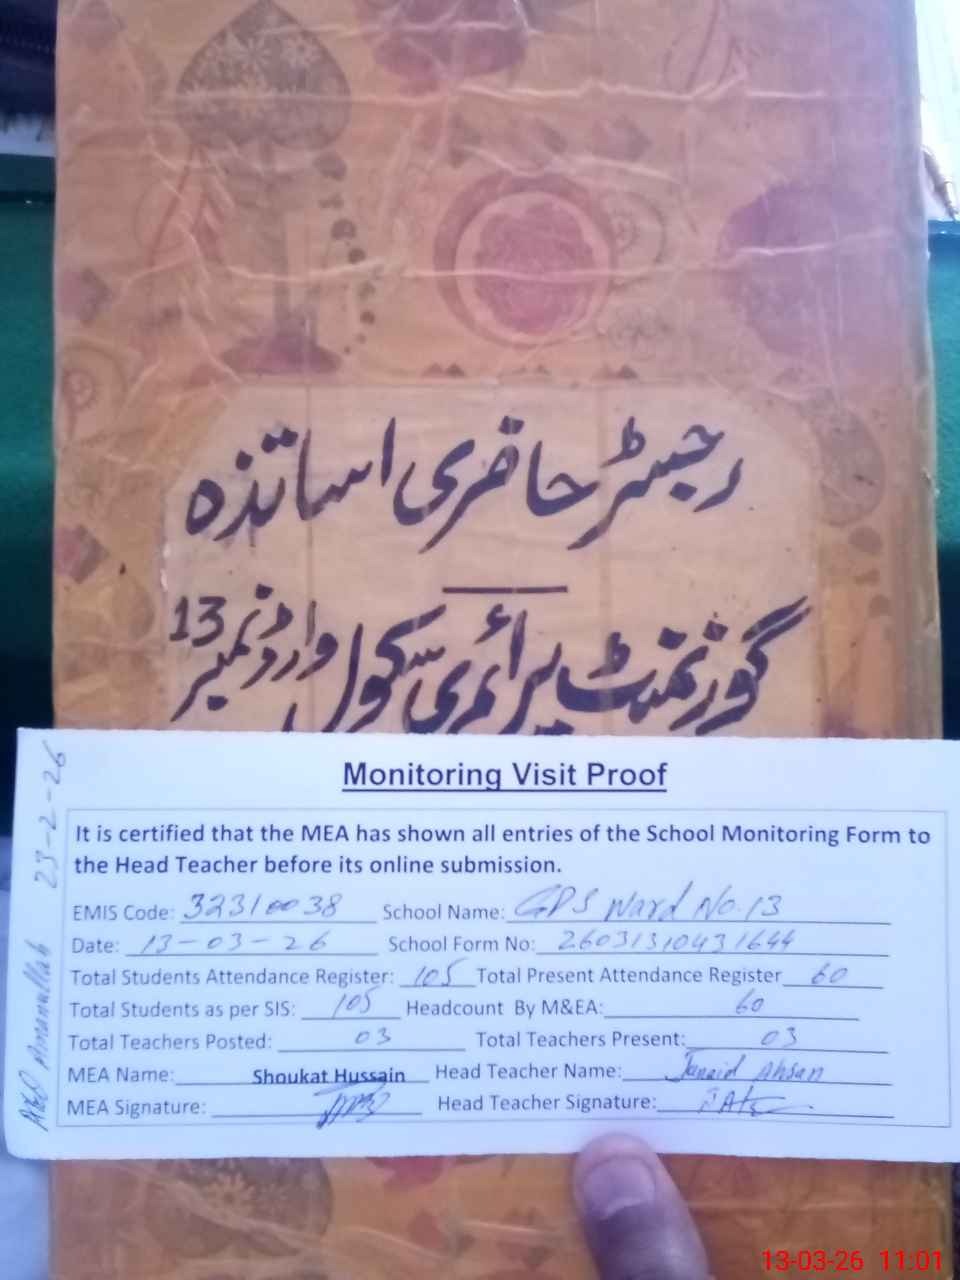 رجسٹر حاضری اساتذہ
گورنمنٹ پرائمری سکول وارڈ نمبر 13
Monitoring Visit Proof
It is certified that the MEA has shown all entries of the School Monitoring Form to
the Head Teacher before its online submission.
EMIS Code: 32310038 School Name: GPS Ward No.13
Date: 13-03-26 School Form No: 26031310431644
Total Students Attendance Register: 105 Total Present Attendance Register 60
Total Students as per SIS: 105 Headcount By M&EA: 60
Total Teachers Posted: 03 Total Teachers Present: 03
MEA Name: Shoukat Hussain Head Teacher Name: Junaid Ahsan
MEA Signature: Head Teacher Signature:
Amanullah 23-2-26
13-03-26 11:01